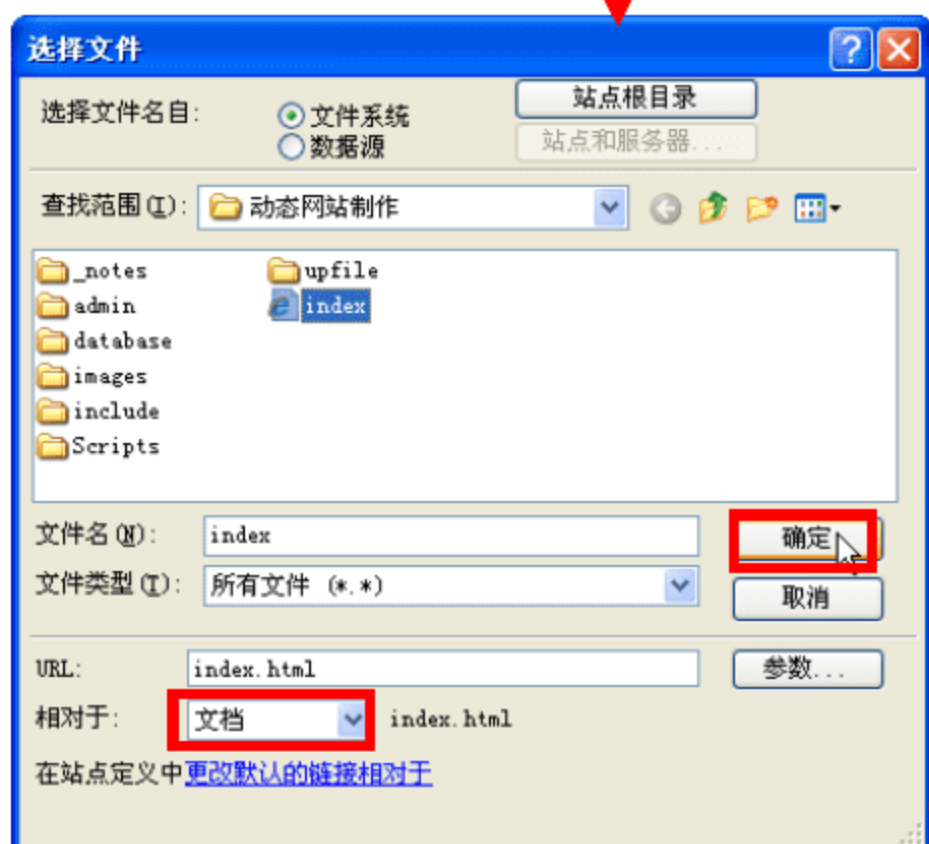 选择文件
选择文件名自:
文件系统
站点根目录
数据源
站点和服务器...
查找范围(I): 动态网站制作
_notes upfile
admin index
database
images
include
Scripts
文件名(N): index 确定
文件类型(T): 所有文件 (*.*) 取消
URL: index.html 参数...
相对于: 文档 index.html
在站点定义中更改默认的链接相对于